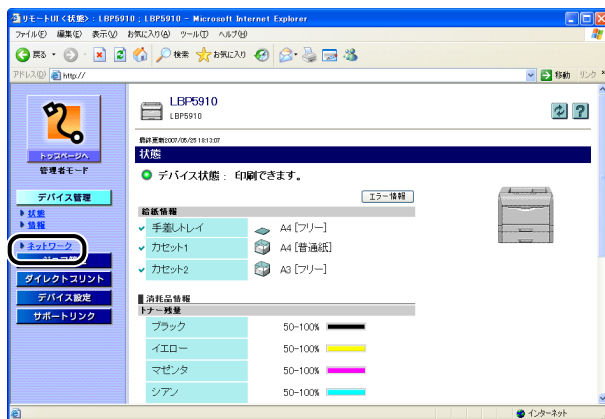 リモートUI <状態> : LBP5910 ; LBP5910 - Microsoft Internet Explorer
ファイル(F) 編集(E) 表示(V) お気に入り(A) ツール(T) ヘルプ(H)
戻る 検索 お気に入り
アドレス(D) http:// 移動 リンク »
LBP5910
LBP5910
トップページへ
管理者モード
デバイス管理
状態
情報
ネットワーク
ダイレクトプリント
デバイス設定
サポートリンク
最終更新2007/05/25 18:13:07
状態
デバイス状態 : 印刷できます。
エラー情報
給紙情報
手差しトレイ A4 [フリー]
カセット1 A4 [普通紙]
カセット2 A3 [フリー]
消耗品情報
トナー残量
ブラック 50-100%
イエロー 50-100%
マゼンタ 50-100%
シアン 50-100%
インターネット